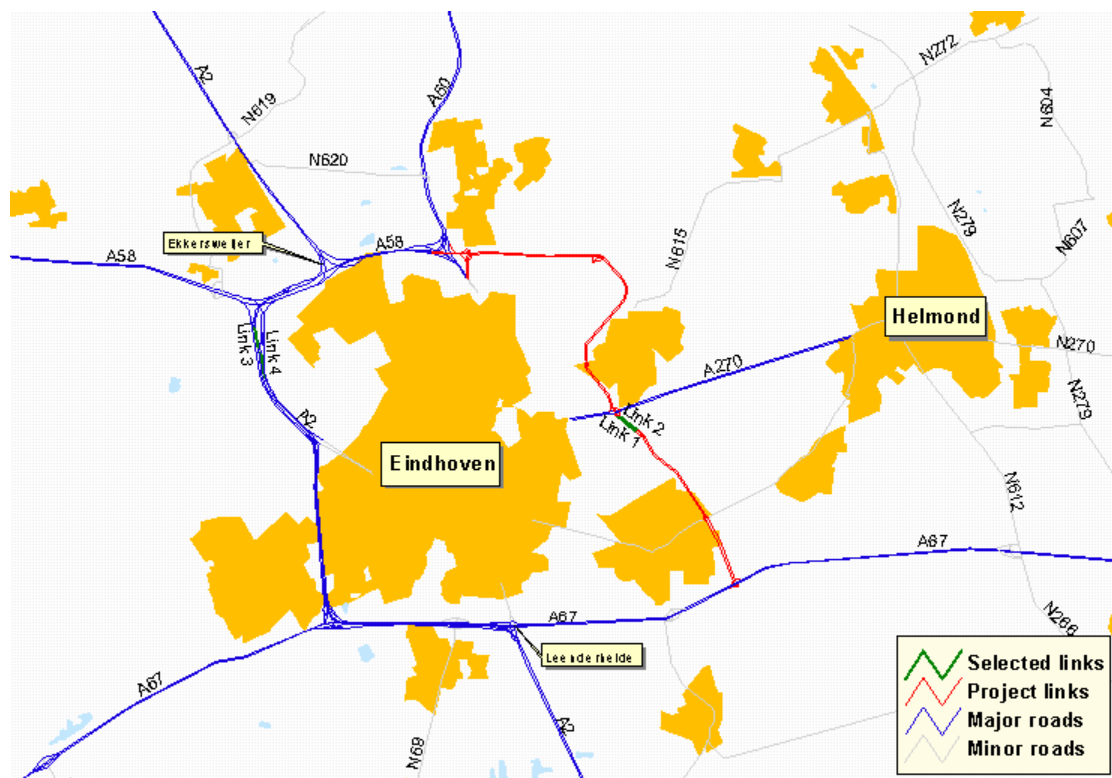 N272
A2
A60
N604
N619
N620
N279
N607
Ekkersweijer
A58
N615
A58
Helmond
Link 3
Link 4
A270
N270
N279
Link 2
Link 1
A2
Eindhoven
N612
A67
A67
N266
Leenderheide
A67
A2
N69
Selected links
Project links
Major roads
Minor roads